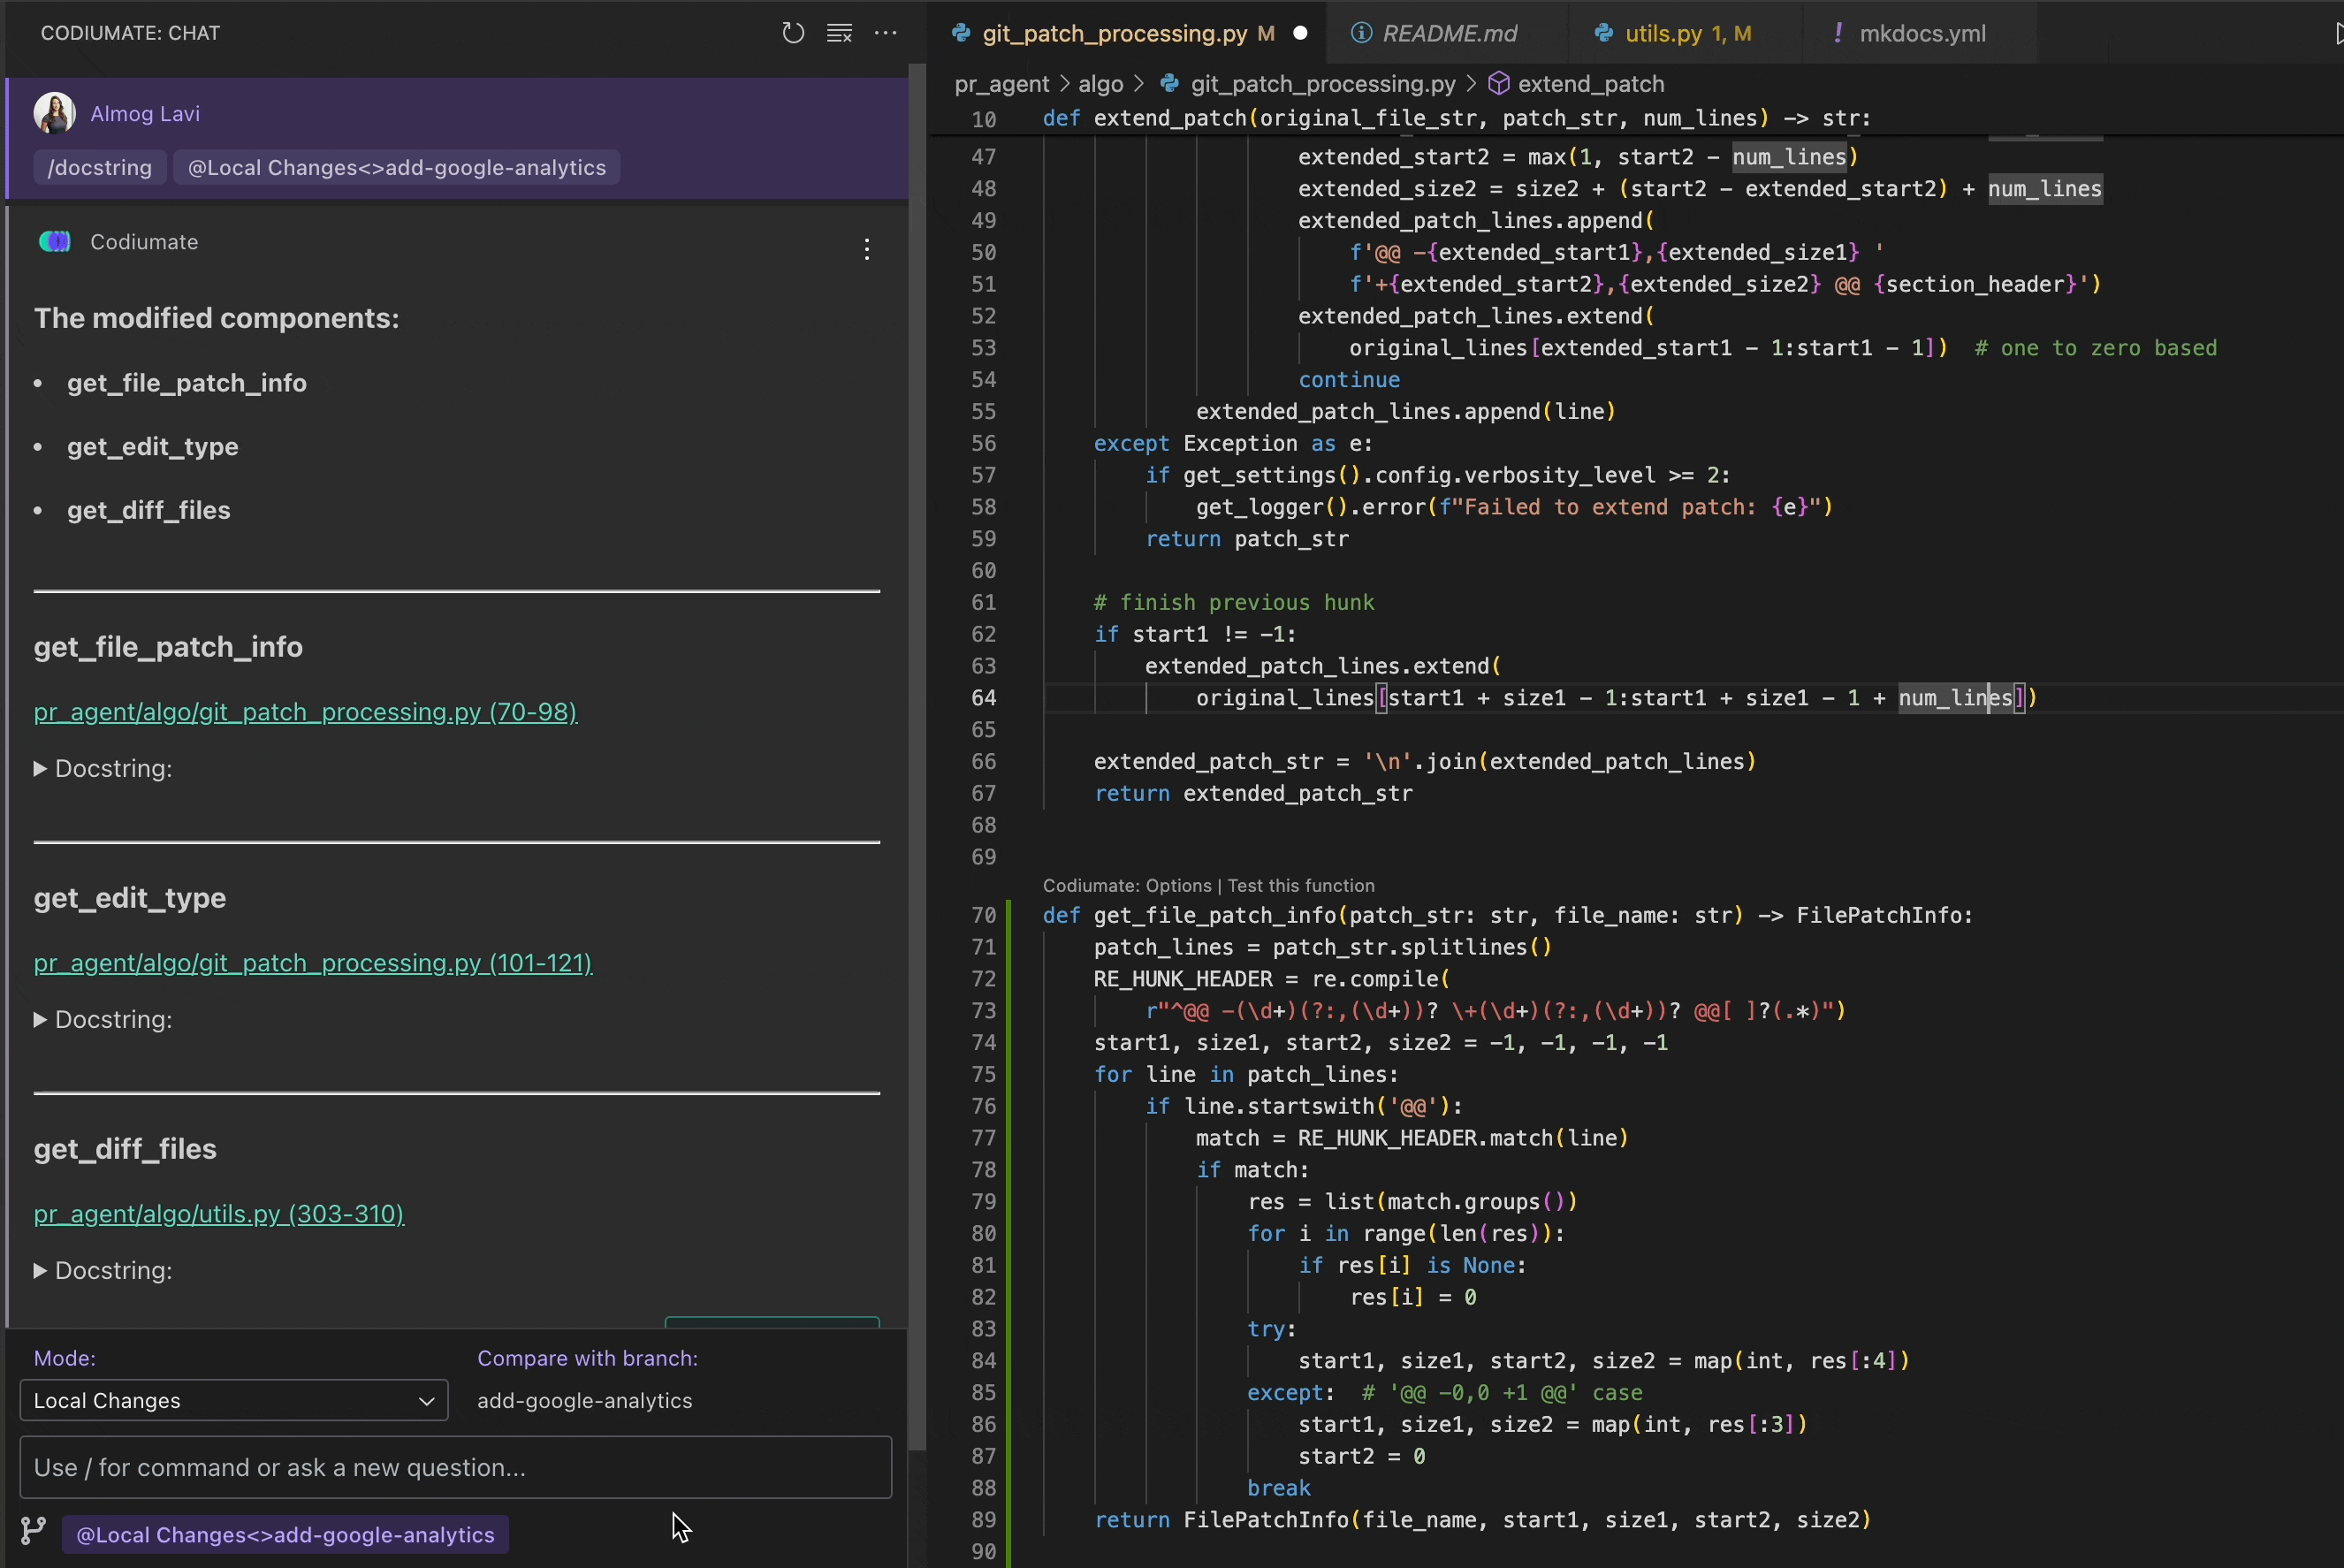 CODIUMATE: CHAT
Almog Lavi
/docstring @Local Changes<>add-google-analytics
Codiumate
The modified components:
• get_file_patch_info
• get_edit_type
• get_diff_files
get_file_patch_info
pr_agent/algo/git_patch_processing.py (70-98)
▶ Docstring:
get_edit_type
pr_agent/algo/git_patch_processing.py (101-121)
▶ Docstring:
get_diff_files
pr_agent/algo/utils.py (303-310)
▶ Docstring:
Mode: Compare with branch:
Local Changes add-google-analytics
Use / for command or ask a new question...
@Local Changes<>add-google-analytics
git_patch_processing.py M README.md utils.py 1, M mkdocs.yml
pr_agent > algo > git_patch_processing.py > extend_patch
10 def extend_patch(original_file_str, patch_str, num_lines) -> str:
47 extended_start2 = max(1, start2 - num_lines)
48 extended_size2 = size2 + (start2 - extended_start2) + num_lines
49 extended_patch_lines.append(
50 f'@@ -{extended_start1},{extended_size1} '
51 f'+{extended_start2},{extended_size2} @@ {section_header}')
52 extended_patch_lines.extend(
53 original_lines[extended_start1 - 1:start1 - 1]) # one to zero based
54 continue
55 extended_patch_lines.append(line)
56 except Exception as e:
57 if get_settings().config.verbosity_level >= 2:
58 get_logger().error(f"Failed to extend patch: {e}")
59 return patch_str
60
61 # finish previous hunk
62 if start1 != -1:
63 extended_patch_lines.extend(
64 original_lines[start1 + size1 - 1:start1 + size1 - 1 + num_lines])
65
66 extended_patch_str = '\n'.join(extended_patch_lines)
67 return extended_patch_str
68
69
Codiumate: Options | Test this function
70 def get_file_patch_info(patch_str: str, file_name: str) -> FilePatchInfo:
71 patch_lines = patch_str.splitlines()
72 RE_HUNK_HEADER = re.compile(
73 r"^@@ -(\d+)(?:,(\d+))? \+(\d+)(?:,(\d+))? @@[ ]?(.*)")
74 start1, size1, start2, size2 = -1, -1, -1, -1
75 for line in patch_lines:
76 if line.startswith('@@'):
77 match = RE_HUNK_HEADER.match(line)
78 if match:
79 res = list(match.groups())
80 for i in range(len(res)):
81 if res[i] is None:
82 res[i] = 0
83 try:
84 start1, size1, start2, size2 = map(int, res[:4])
85 except: # '@@ -0,0 +1 @@' case
86 start1, size1, size2 = map(int, res[:3])
87 start2 = 0
88 break
89 return FilePatchInfo(file_name, start1, size1, start2, size2)
90